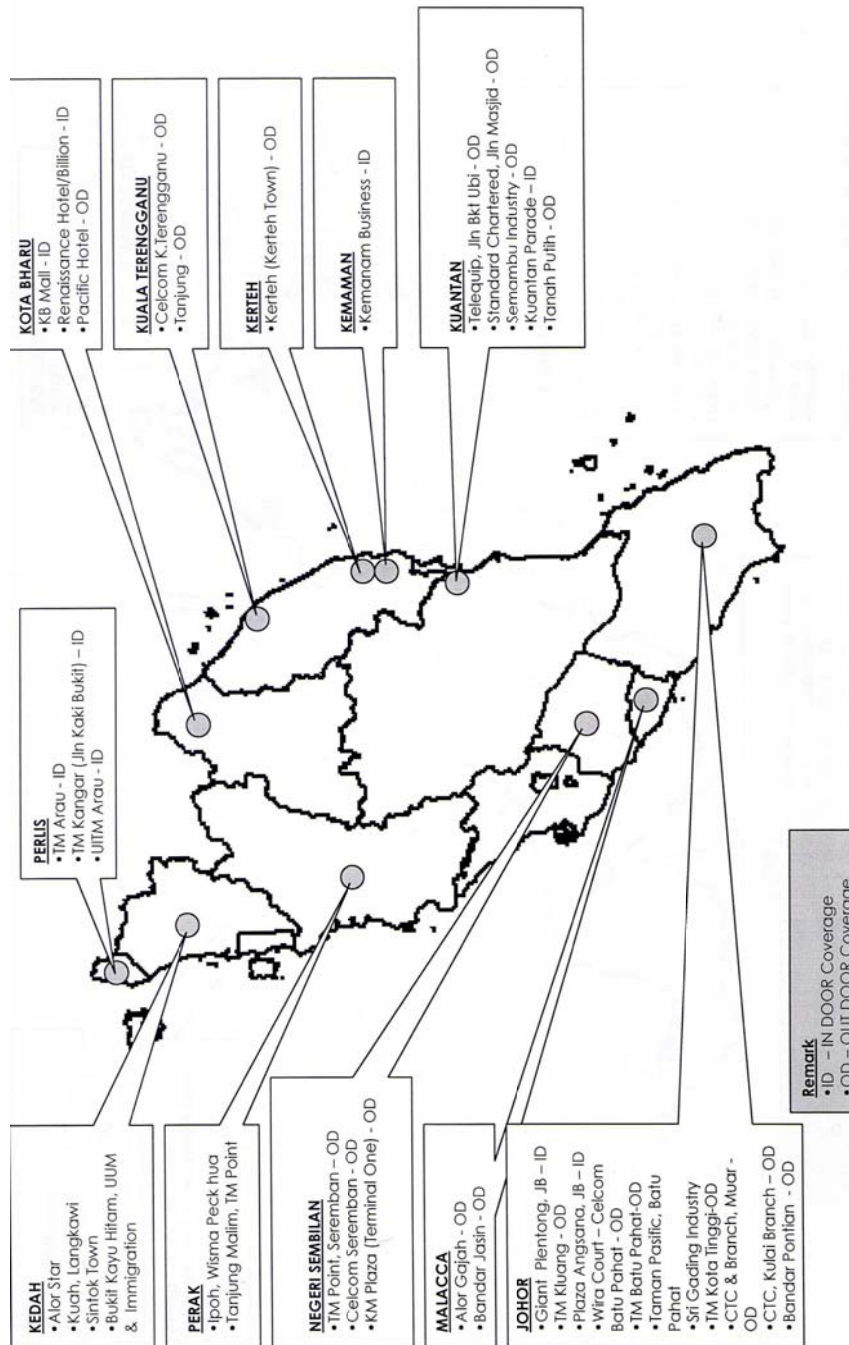 KEDAH
•Alor Star
•Kuah, Langkawi
•Sintok Town
•Bukit Kayu Hitam, UUM
& Immigration
PERLIS
•TM Arau - ID
•TM Kangar (Jln Kaki Bukit) – ID
•UITM Arau - ID
KOTA BHARU
•KB Mall - ID
•Renaissance Hotel/Billion - ID
•Pacific Hotel - OD
PERAK
•Ipoh, Wisma Peck hua
•Tanjung Malim, TM Point
KUALA TERENGGANU
•Celcom K.Terengganu - OD
•Tanjung - OD
NEGERI SEMBILAN
•TM Point, Seremban – OD
•Celcom Seremban - OD
•KM Plaza (Terminal One) - OD
KERTEH
•Kerteh (Kerteh Town) - OD
KEMAMAN
•Kemanam Business - ID
MALACCA
•Alor Gajah - OD
•Bandar Jasin - OD
KUANTAN
•Telequip, Jln Bkt Ubi - OD
•Standard Chartered, Jln Masjid - OD
•Semambu Industry - OD
•Kuantan Parade – ID
•Tanah Putih - OD
JOHOR
•Giant Plentong, JB – ID
•TM Kluang - OD
•Plaza Angsana, JB – ID
•Wira Court – Celcom
Batu Pahat - OD
•TM Batu Pahat-OD
•Taman Pasific, Batu
Pahat
•Sri Gading Industry
•TM Kota Tinggi-OD
•CTC & Branch, Muar -
OD
•CTC, Kulai Branch – OD
•Bandar Pontian - OD
Remark
•ID – IN DOOR Coverage
•OD – OUT DOOR Coverage